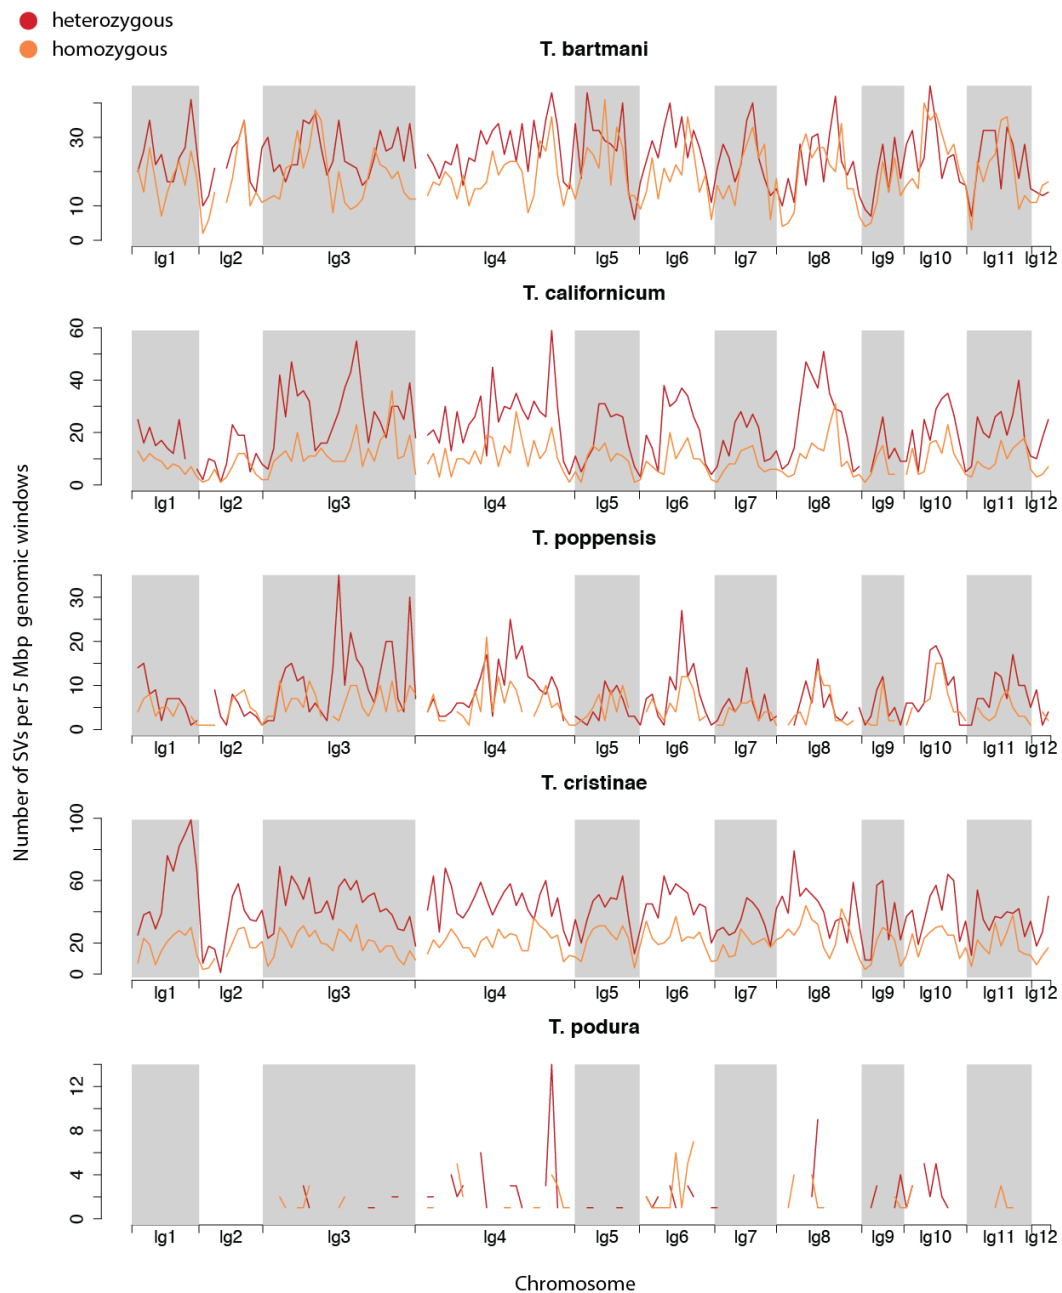 heterozygous
homozygous
T. bartmani
0 10 30
lg1 lg2 lg3 lg4 lg5 lg6 lg7 lg8 lg9 lg10 lg11 lg12
T. californicum
0 20 40 60
lg1 lg2 lg3 lg4 lg5 lg6 lg7 lg8 lg9 lg10 lg11 lg12
T. poppensis
0 10 20 30
lg1 lg2 lg3 lg4 lg5 lg6 lg7 lg8 lg9 lg10 lg11 lg12
T. cristinae
0 20 60 100
lg1 lg2 lg3 lg4 lg5 lg6 lg7 lg8 lg9 lg10 lg11 lg12
T. podura
0 4 8 12
lg1 lg2 lg3 lg4 lg5 lg6 lg7 lg8 lg9 lg10 lg11 lg12
Number of SVs per 5 Mbp genomic windows
Chromosome